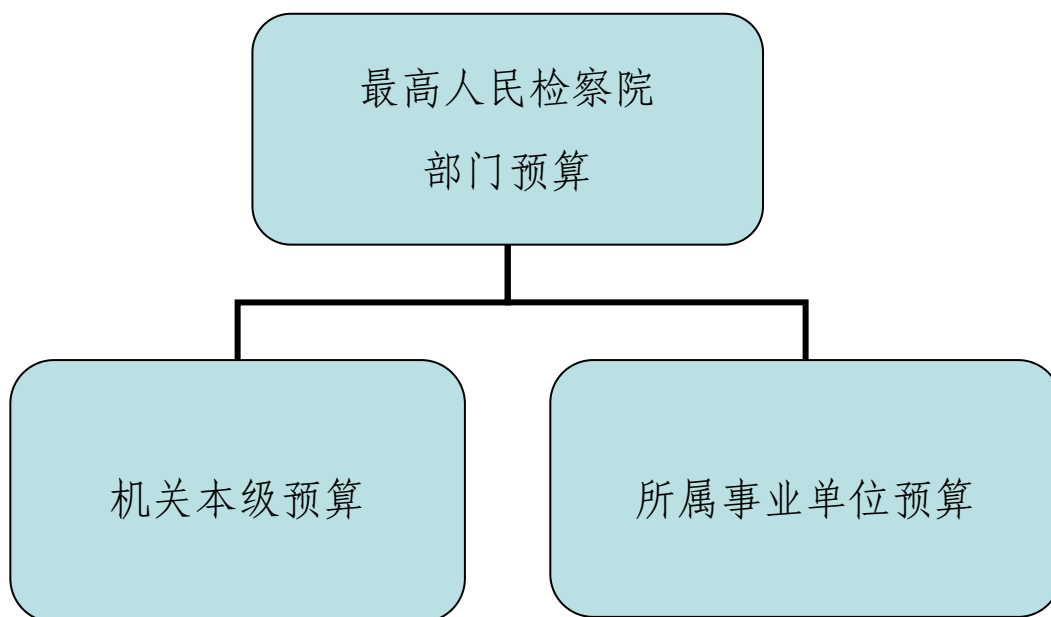 最高人民检察院
部门预算
机关本级预算
所属事业单位预算